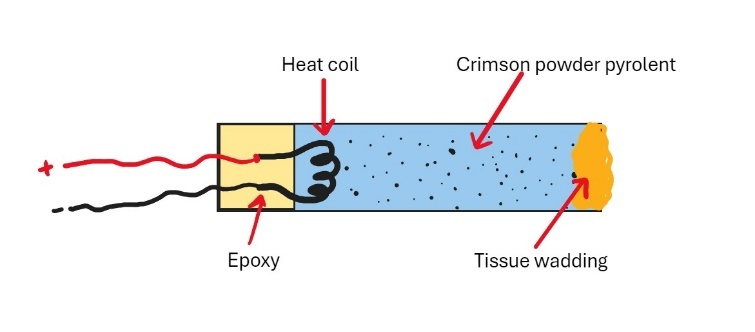 Heat coil
Crimson powder pyrolent
+
-
Epoxy
Tissue wadding